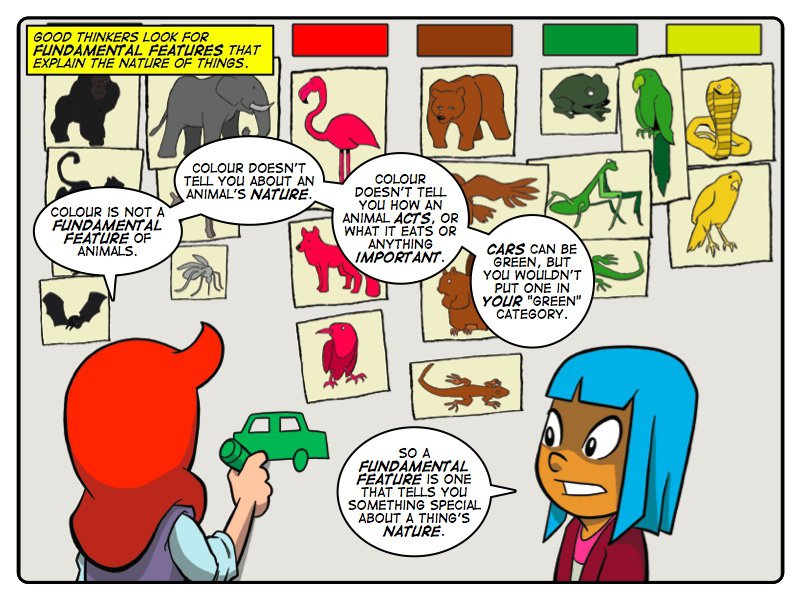 GOOD THINKERS LOOK FOR
FUNDAMENTAL FEATURES THAT
EXPLAIN THE NATURE OF THINGS.
COLOUR IS NOT A
FUNDAMENTAL
FEATURE OF
ANIMALS.
COLOUR DOESN'T
TELL YOU ABOUT AN
ANIMAL'S NATURE.
COLOUR
DOESN'T TELL
YOU HOW AN
ANIMAL ACTS, OR
WHAT IT EATS OR
ANYTHING
IMPORTANT.
CARS CAN BE
GREEN, BUT
YOU WOULDN'T
PUT ONE IN
YOUR "GREEN"
CATEGORY.
SO A
FUNDAMENTAL
FEATURE IS ONE
THAT TELLS YOU
SOMETHING SPECIAL
ABOUT A THING'S
NATURE.